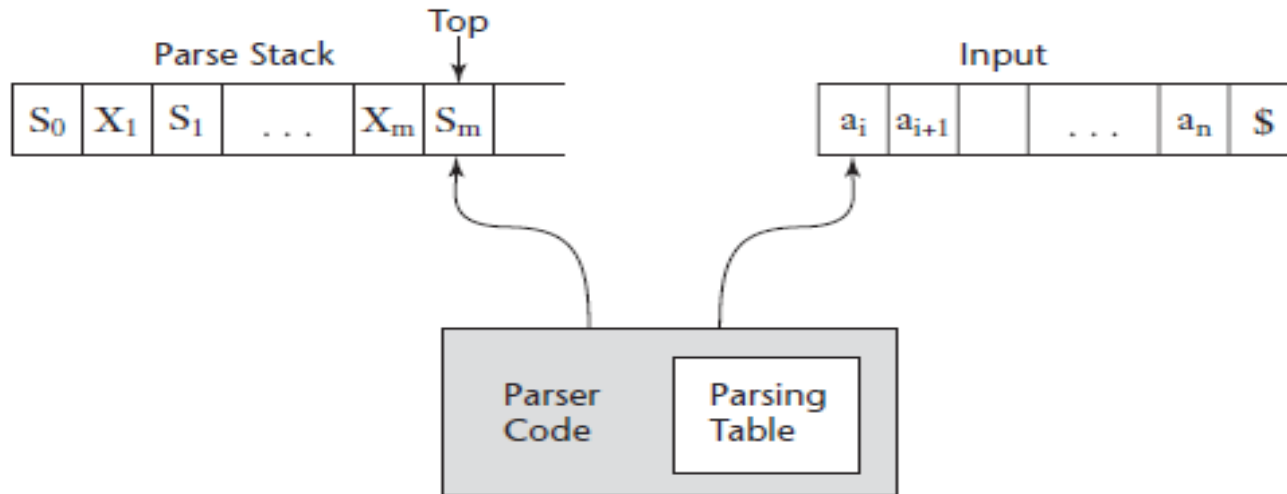 Top
Parse Stack Input
S₀ X₁ S₁ . . . Xₘ Sₘ aᵢ aᵢ₊₁ . . . aₙ $
Parser Parsing
Code Table